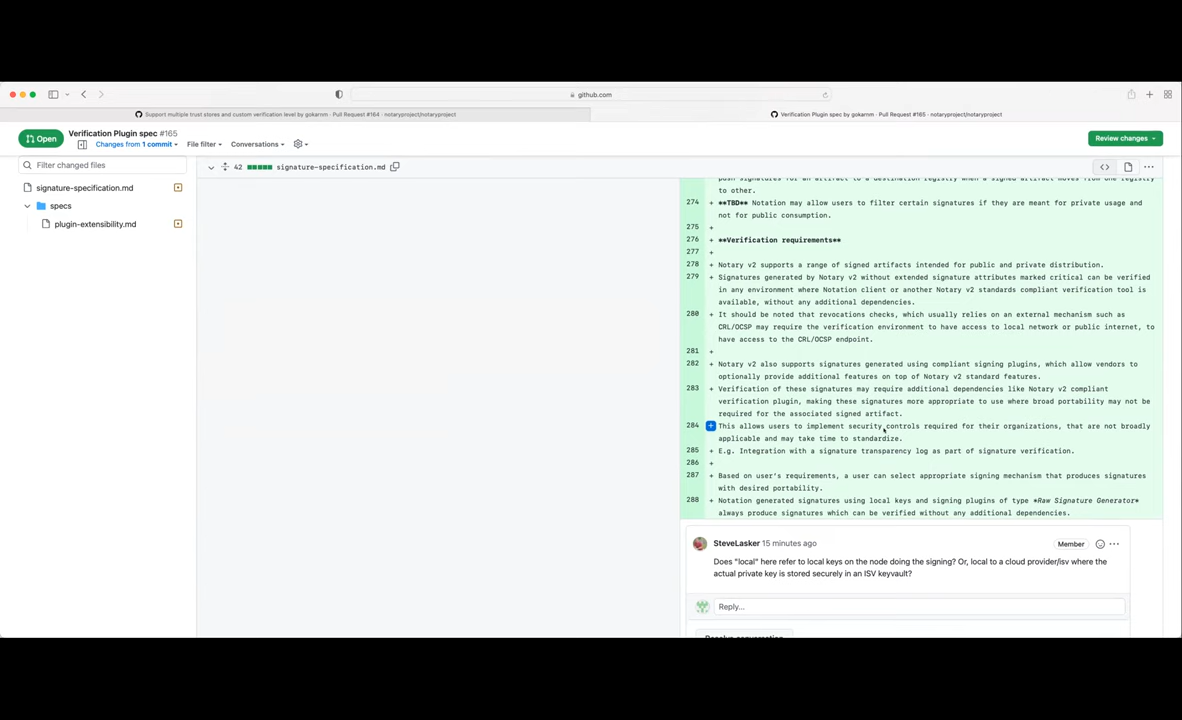 github.com
Support multiple trust stores and custom verification level by gokarnm · Pull Request #164 · notaryproject/notaryproject
Verification Plugin spec by gokarnm · Pull Request #165 · notaryproject/notaryproject
Open
Verification Plugin spec #165
Changes from 1 commit
File filter
Conversations
Review changes
Filter changed files
42
signature-specification.md
signature-specification.md
specs
plugin-extensibility.md
push signatures for an artifact to a destination registry when a signed artifact moves from one registry
to other.
274 + **TBD** Notation may allow users to filter certain signatures if they are meant for private usage and
not for public consumption.
275 +
276 + **Verification requirements**
277 +
278 + Notary v2 supports a range of signed artifacts intended for public and private distribution.
279 + Signatures generated by Notary v2 without extended signature attributes marked critical can be verified
in any environment where Notation client or another Notary v2 standards compliant verification tool is
available, without any additional dependencies.
280 + It should be noted that revocations checks, which usually relies on an external mechanism such as
CRL/OCSP may require the verification environment to have access to local network or public internet, to
have access to the CRL/OCSP endpoint.
281 +
282 + Notary v2 also supports signatures generated using compliant signing plugins, which allow vendors to
optionally provide additional features on top of Notary v2 standard features.
283 + Verification of these signatures may require additional dependencies like Notary v2 compliant
verification plugin, making these signatures more appropriate to use where broad portability may not be
required for the associated signed artifact.
284 + This allows users to implement security controls required for their organizations, that are not broadly
applicable and may take time to standardize.
285 + E.g. Integration with a signature transparency log as part of signature verification.
286 +
287 + Based on user's requirements, a user can select appropriate signing mechanism that produces signatures
with desired portability.
288 + Notation generated signatures using local keys and signing plugins of type *Raw Signature Generator*
always produce signatures which can be verified without any additional dependencies.
SteveLasker 15 minutes ago
Member
Does "local" here refer to local keys on the node doing the signing? Or, local to a cloud provider/isv where the
actual private key is stored securely in an ISV keyvault?
Reply...
Resolve conversation